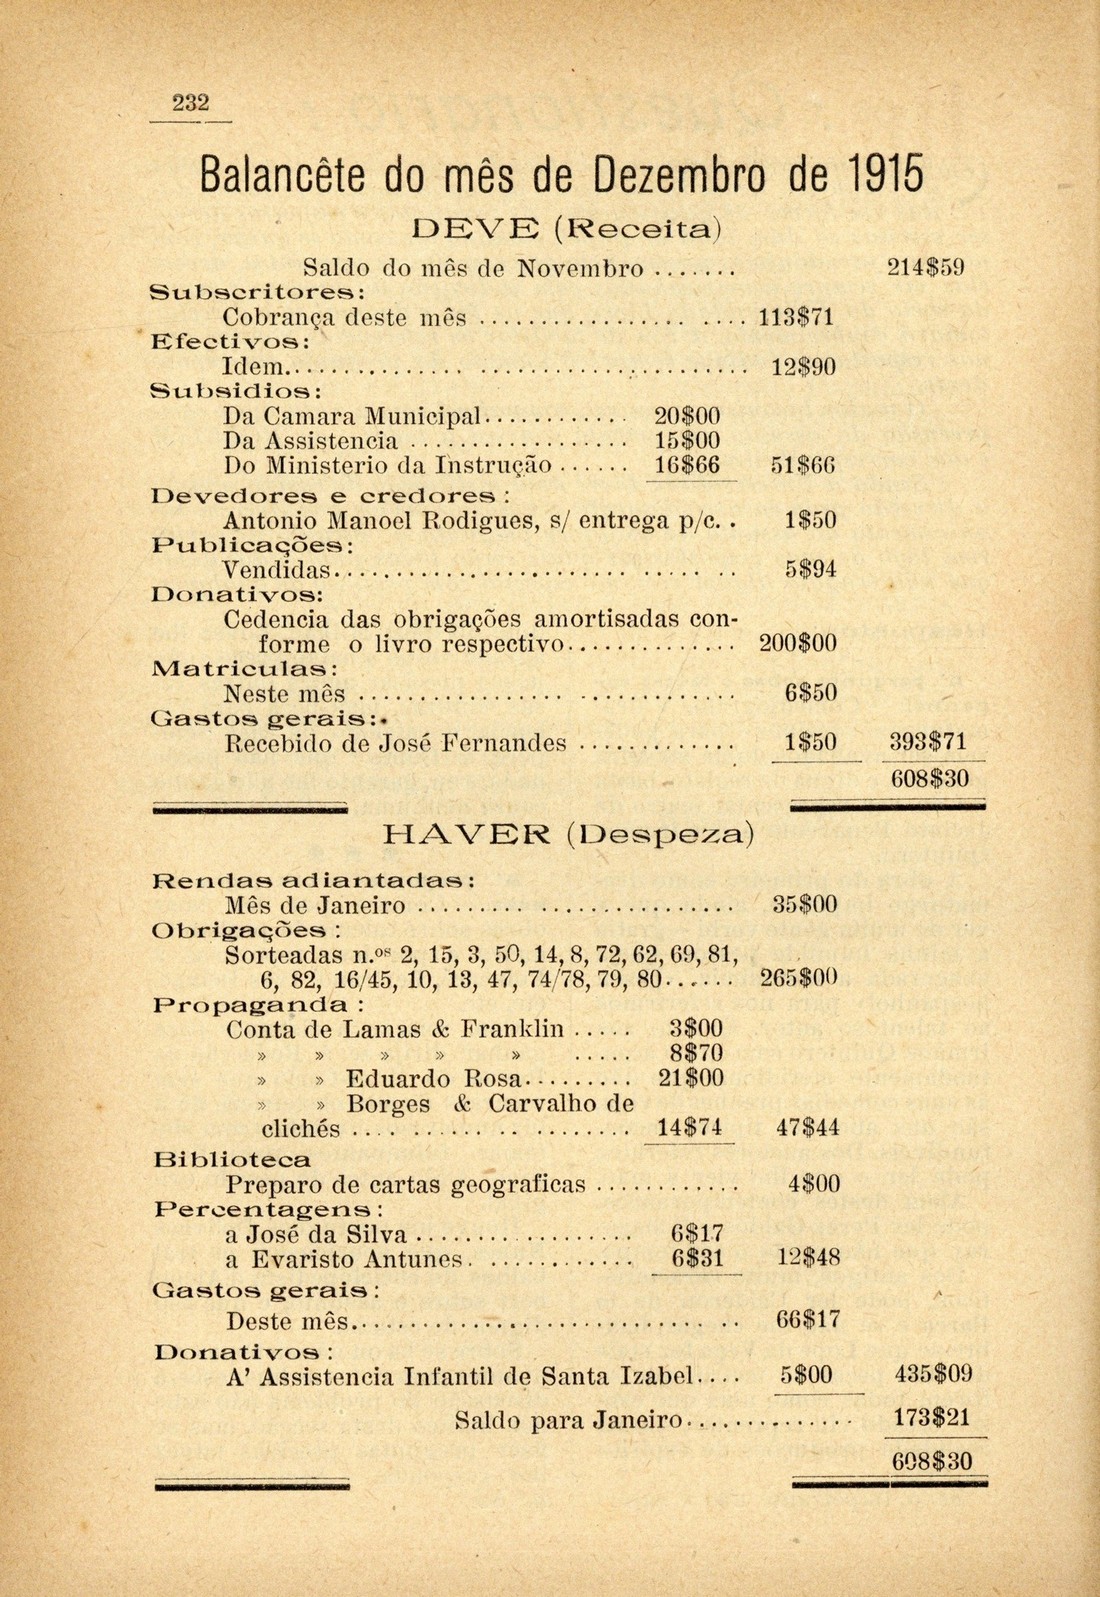 232
Balancête do mês de Dezembro de 1915
DEVE (Receita)
Saldo do mês de Novembro ....... 214$59
Subscritores:
Cobrança deste mês ..................... 113$71
Efectivos:
Idem..................................... 12$90
Subsidios:
Da Camara Municipal............ 20$00
Da Assistencia .................. 15$00
Do Ministerio da Instrução ...... 16$66 51$66
Devedores e credores :
Antonio Manoel Rodigues, s/ entrega p/c. . 1$50
Publicações:
Vendidas................................ 5$94
Donativos:
Cedencia das obrigações amortisadas con-
forme o livro respectivo.............. 200$00
Matriculas:
Neste mês .............................. 6$50
Gastos gerais:
Recebido de José Fernandes ............. 1$50 393$71
608$30
HAVER (Despeza)
Rendas adiantadas:
Mês de Janeiro ......................... 35$00
Obrigações :
Sorteadas n.os 2, 15, 3, 50, 14, 8, 72, 62, 69, 81,
6, 82, 16/45, 10, 13, 47, 74/78, 79, 80...... 265$00
Propaganda :
Conta de Lamas & Franklin ..... 3$00
» » » » » ..... 8$70
» » Eduardo Rosa......... 21$00
» » Borges & Carvalho de
clichés ...................... 14$74 47$44
Biblioteca
Preparo de cartas geograficas ............ 4$00
Percentagens:
a José da Silva .................. 6$17
a Evaristo Antunes. ............ 6$31 12$48
Gastos gerais :
Deste mês............................... 66$17
Donativos :
A' Assistencia Infantil de Santa Izabel.... 5$00 435$09
Saldo para Janeiro.............. 173$21
608$30